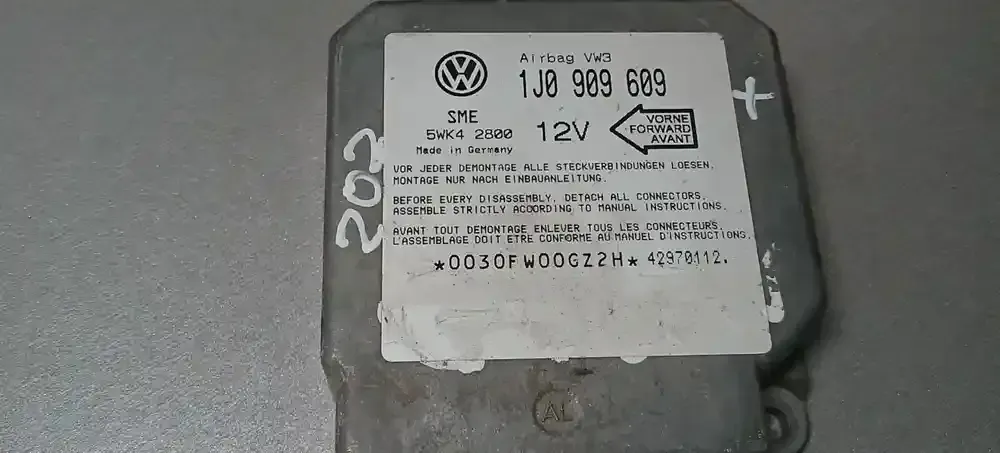 Airbag VW3
1J0 909 609
SME
5WK4 2800
12V
Made in Germany
VORNE
FORWARD
AVANT
VOR JEDER DEMONTAGE ALLE STECKVERBINDUNGEN LOESEN.
MONTAGE NUR NACH EINBAUANLEITUNG.
BEFORE EVERY DISASSEMBLY, DETACH ALL CONNECTORS.
ASSEMBLE STRICTLY ACCORDING TO MANUAL INSTRUCTIONS.
AVANT TOUT DEMONTAGE ENLEVER TOUS LES CONNECTEURS.
L'ASSEMBLAGE DOIT ETRE CONFORME AU MANUEL D'INSTRUCTIONS.
*0030FW00GZ2H* 42970112.
202
AL